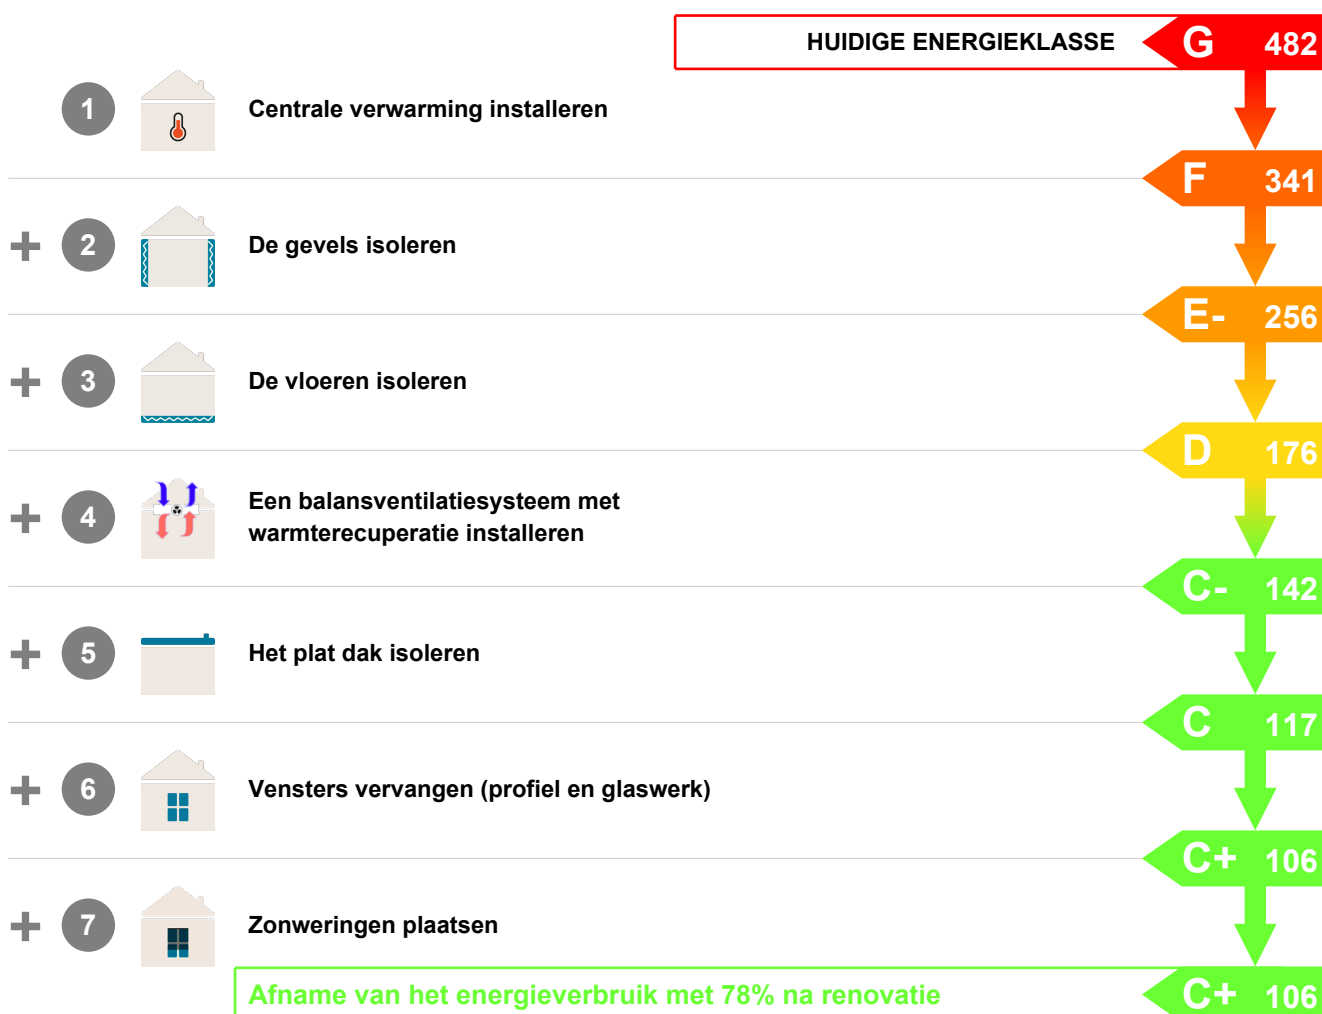 HUIDIGE ENERGIEKLASSE G 482
1 Centrale verwarming installeren
F 341
+ 2 De gevels isoleren
E- 256
+ 3 De vloeren isoleren
D 176
+ 4 Een balansventilatiesysteem met
warmterecuperatie installeren
C- 142
+ 5 Het plat dak isoleren
C 117
+ 6 Vensters vervangen (profiel en glaswerk)
C+ 106
+ 7 Zonweringen plaatsen
Afname van het energieverbruik met 78% na renovatie C+ 106